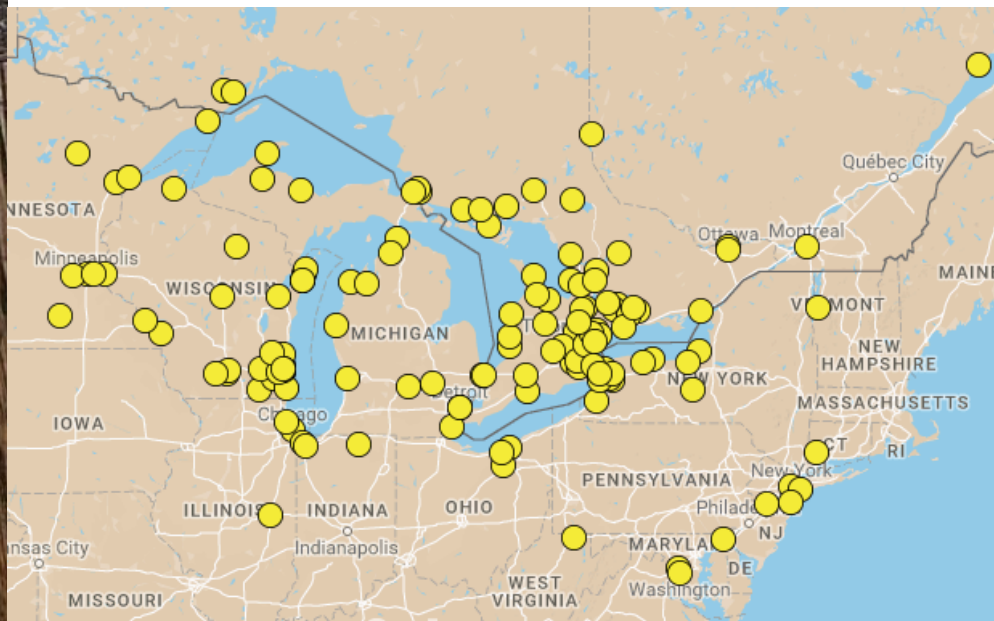 Québec City
NNESOTA
Ottawa
Montreal
Minneapolis
MAINE
WISCONSIN
VERMONT
MICHIGAN
NEW
HAMPSHIRE
NEW YORK
Detroit
MASSACHUSETTS
Chicago
IOWA
CT
RI
New York
PENNSYLVANIA
ILLINOIS
INDIANA
OHIO
Philade
NJ
Indianapolis
MARYLA
nsas City
DE
WEST
VIRGINIA
Washington
MISSOURI